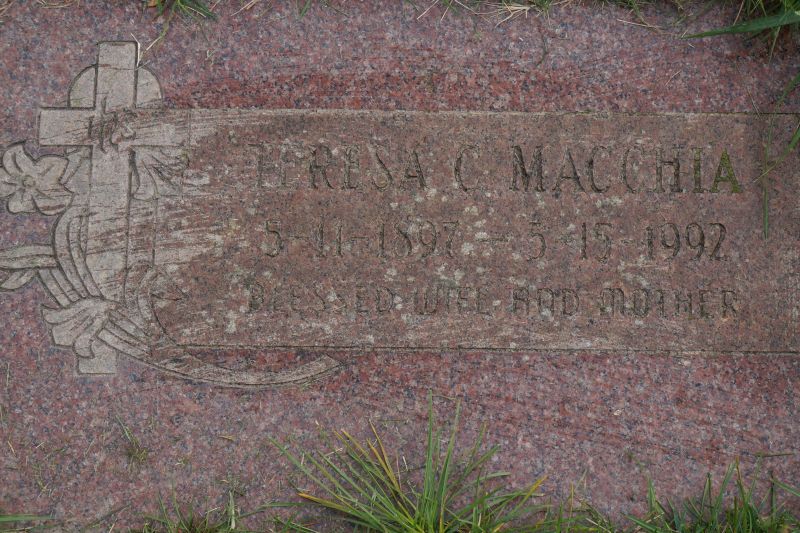 TERESA C MACCHIA
5-11-1897 - 5-15-1992
BLESSED WIFE AND MOTHER